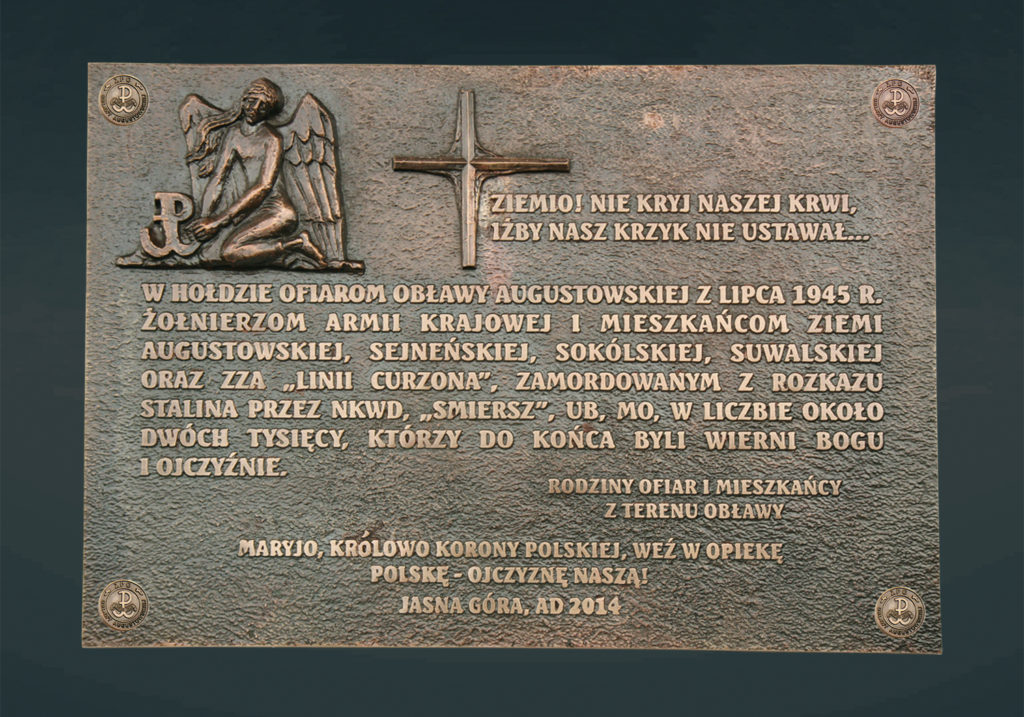 ZIEMIO! NIE KRYJ NASZEJ KRWI,
IŻBY NASZ KRZYK NIE USTAWAŁ...
W HOŁDZIE OFIAROM OBŁAWY AUGUSTOWSKIEJ Z LIPCA 1945 R.
ŻOŁNIERZOM ARMII KRAJOWEJ I MIESZKAŃCOM ZIEMI
AUGUSTOWSKIEJ, SEJNEŃSKIEJ, SOKÓLSKIEJ, SUWALSKIEJ
ORAZ ZZA „LINII CURZONA”, ZAMORDOWANYM Z ROZKAZU
STALINA PRZEZ NKWD, „SMIERSZ”, UB, MO, W LICZBIE OKOŁO
DWÓCH TYSIĘCY, KTÓRZY DO KOŃCA BYLI WIERNI BOGU
I OJCZYŹNIE.
RODZINY OFIAR I MIESZKAŃCY
Z TERENU OBŁAWY
MARYJO, KRÓLOWO KORONY POLSKIEJ, WEŹ W OPIEKĘ
POLSKĘ - OJCZYZNĘ NASZĄ!
JASNA GÓRA, AD 2014